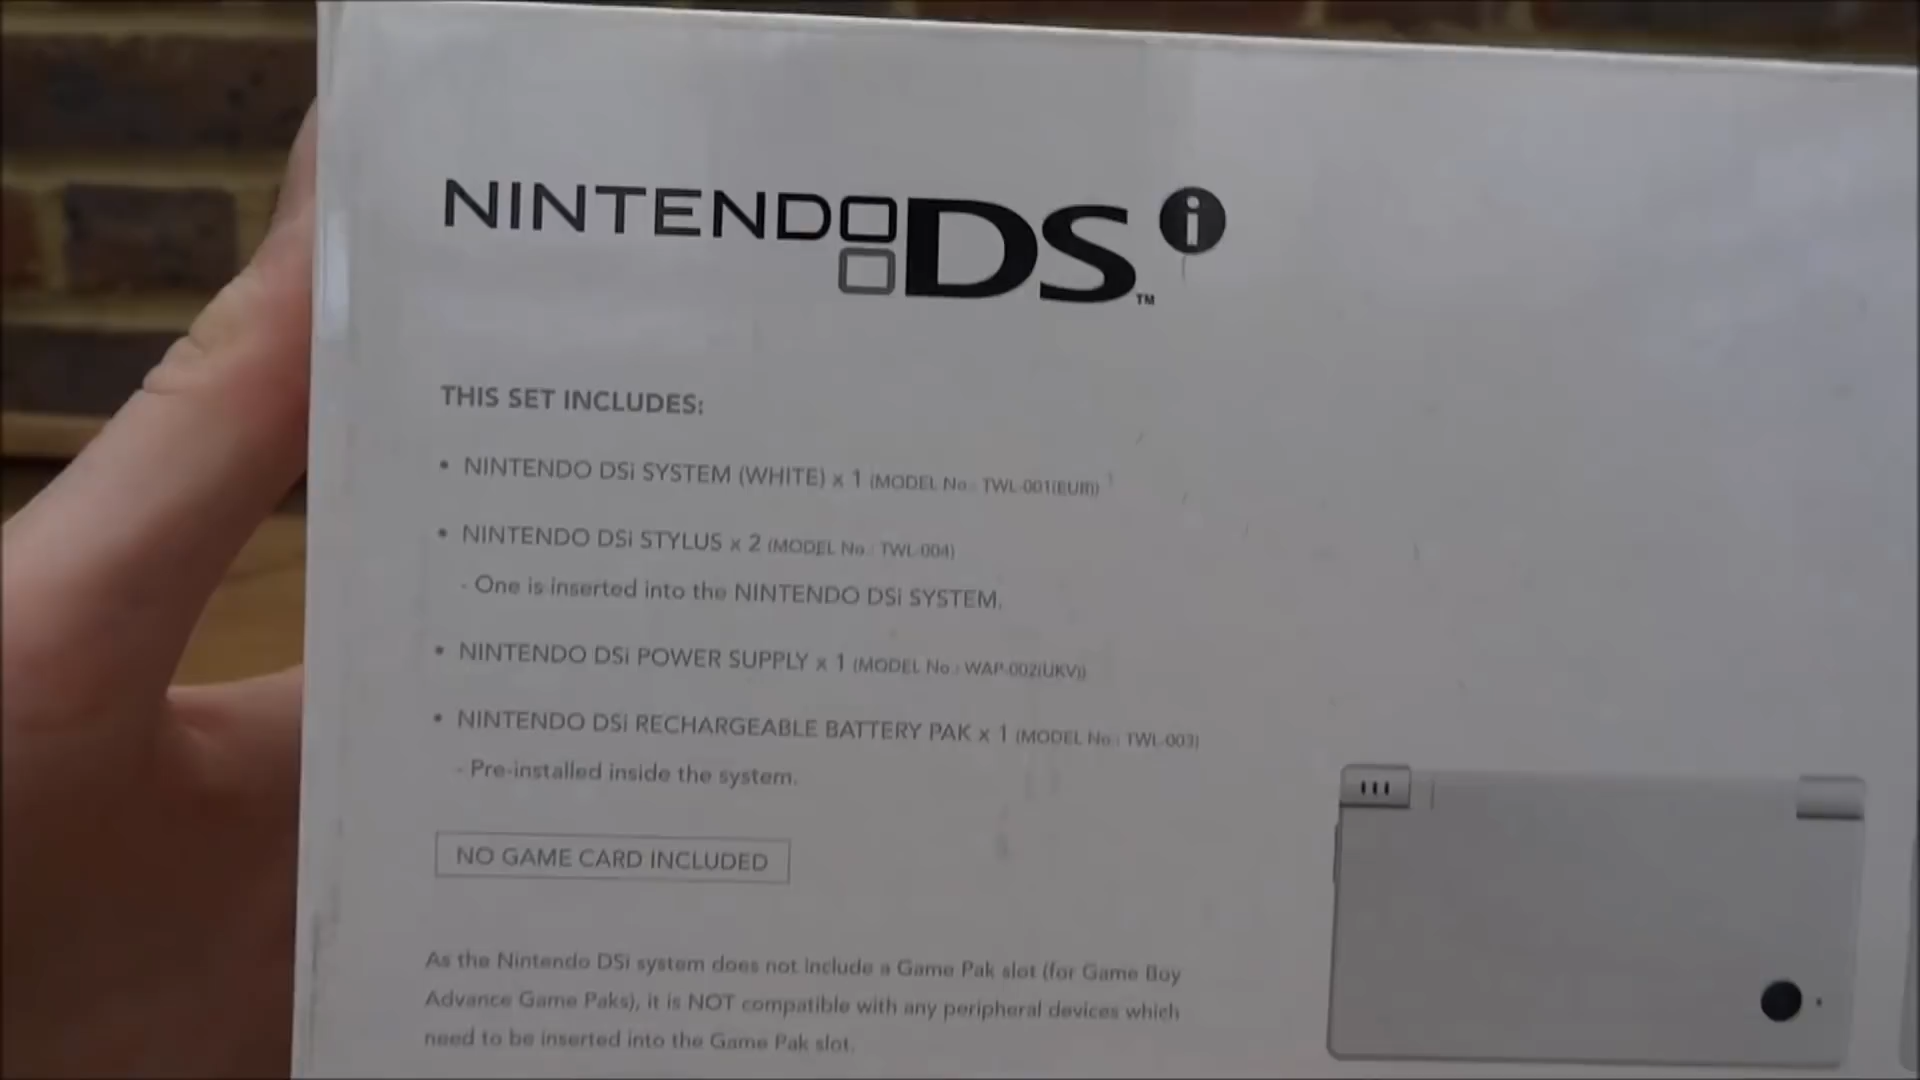 NINTENDO DS i ™
THIS SET INCLUDES:
• NINTENDO DSi SYSTEM (WHITE) x 1 (MODEL No.: TWL-001(EUR))
• NINTENDO DSi STYLUS x 2 (MODEL No.: TWL-004)
- One is inserted into the NINTENDO DSi SYSTEM.
• NINTENDO DSi POWER SUPPLY x 1 (MODEL No.: WAP-002(UKV))
• NINTENDO DSi RECHARGEABLE BATTERY PAK x 1 (MODEL No.: TWL-003)
- Pre-installed inside the system.
NO GAME CARD INCLUDED
As the Nintendo DSi system does not include a Game Pak slot (for Game Boy
Advance Game Paks), it is NOT compatible with any peripheral devices which
need to be inserted into the Game Pak slot.